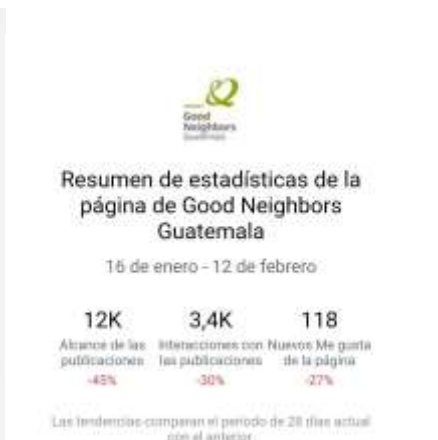 Good
Neighbors
Guatemala
Resumen de estadísticas de la
página de Good Neighbors
Guatemala
16 de enero - 12 de febrero
12K 3,4K 118
Alcance de las Interacciones con Nuevos Me gusta
publicaciones las publicaciones de la página
-45% -30% -27%
Las tendencias comparan el período de 28 días actual
con el anterior